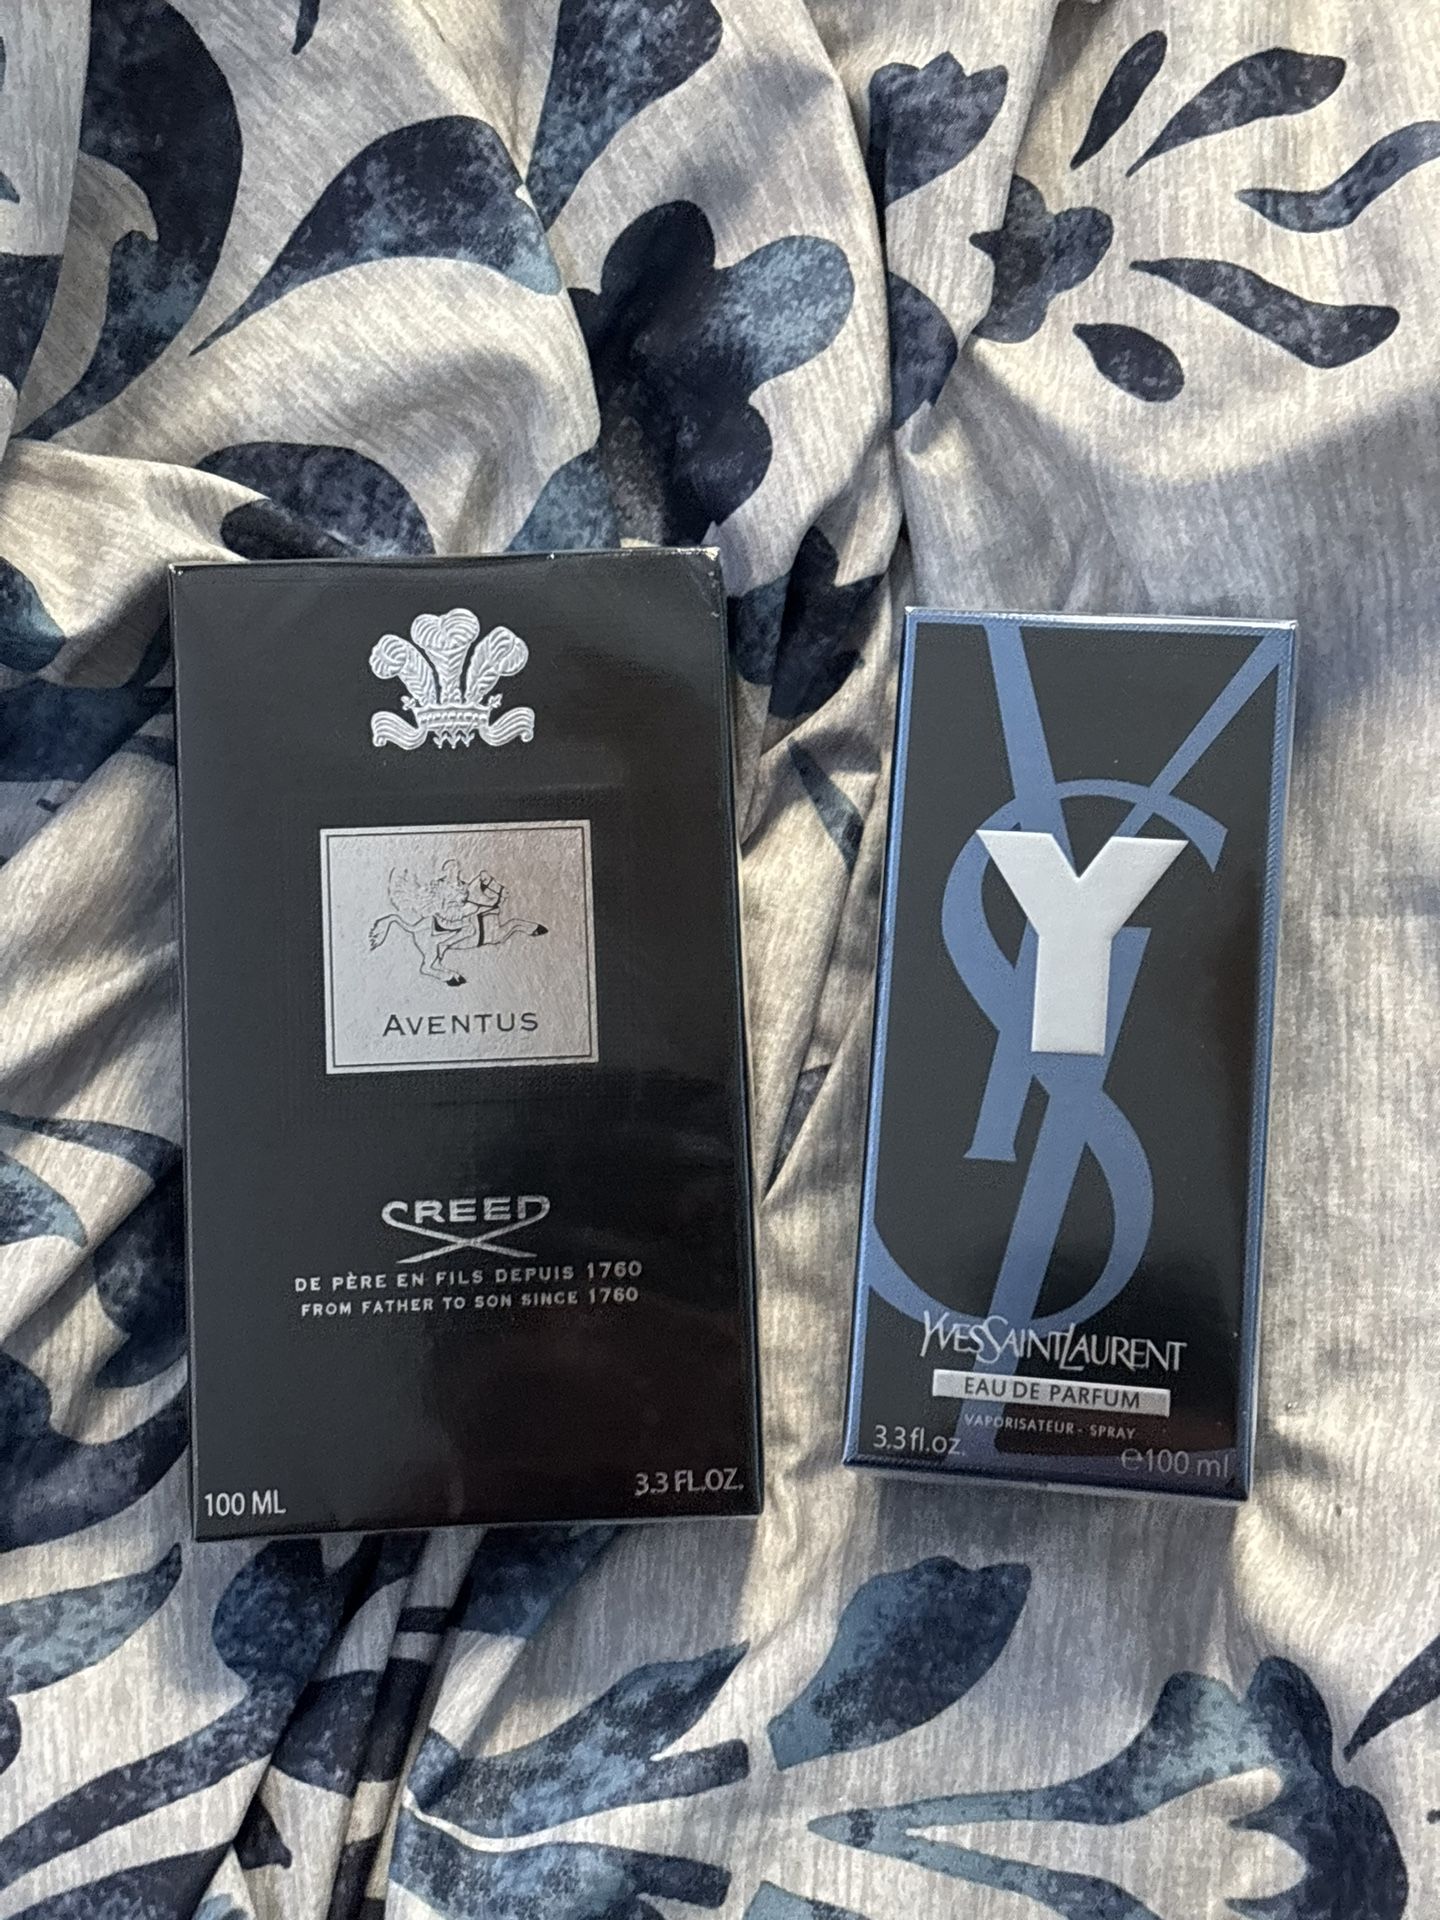 AVENTUS
CREED
DE PÈRE EN FILS DEPUIS 1760
FROM FATHER TO SON SINCE 1760
100 ML
3.3 FL.OZ.
Y
YSL
YVESSAINTLAURENT
EAU DE PARFUM
VAPORISATEUR - SPRAY
3.3 fl.oz.
℮100 ml